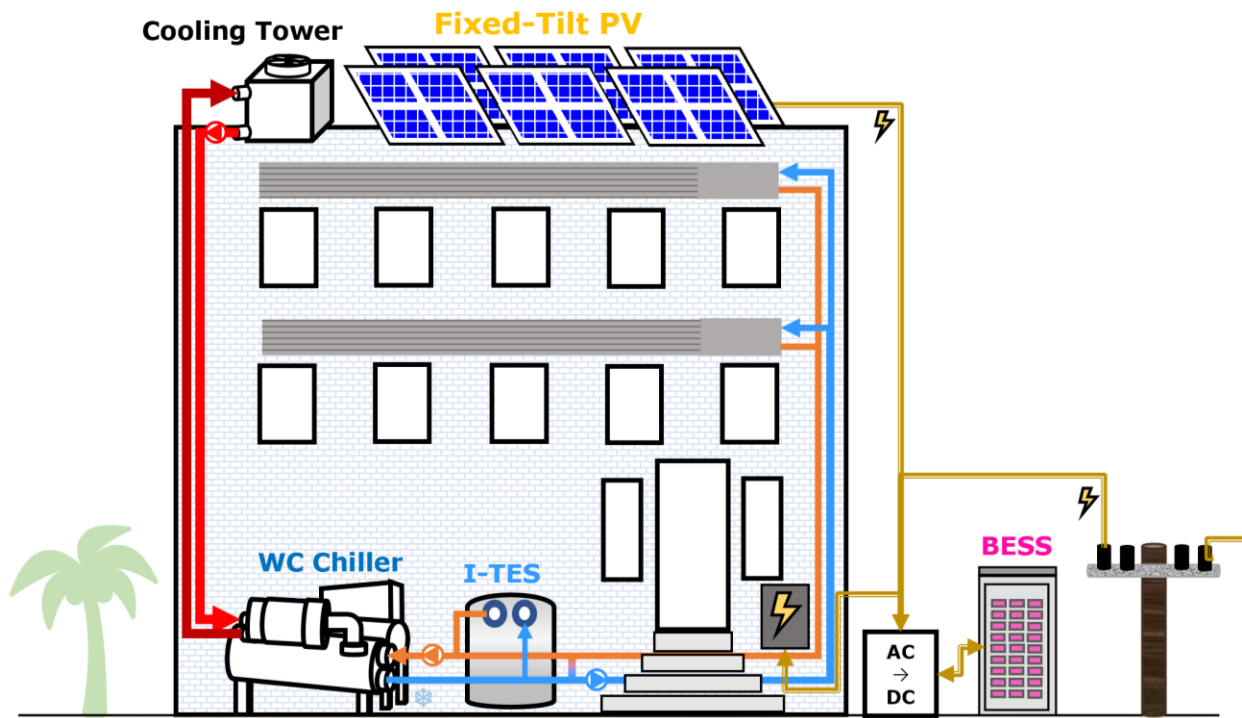 Fixed-Tilt PV
Cooling Tower
WC Chiller
I-TES
BESS
AC
→
DC